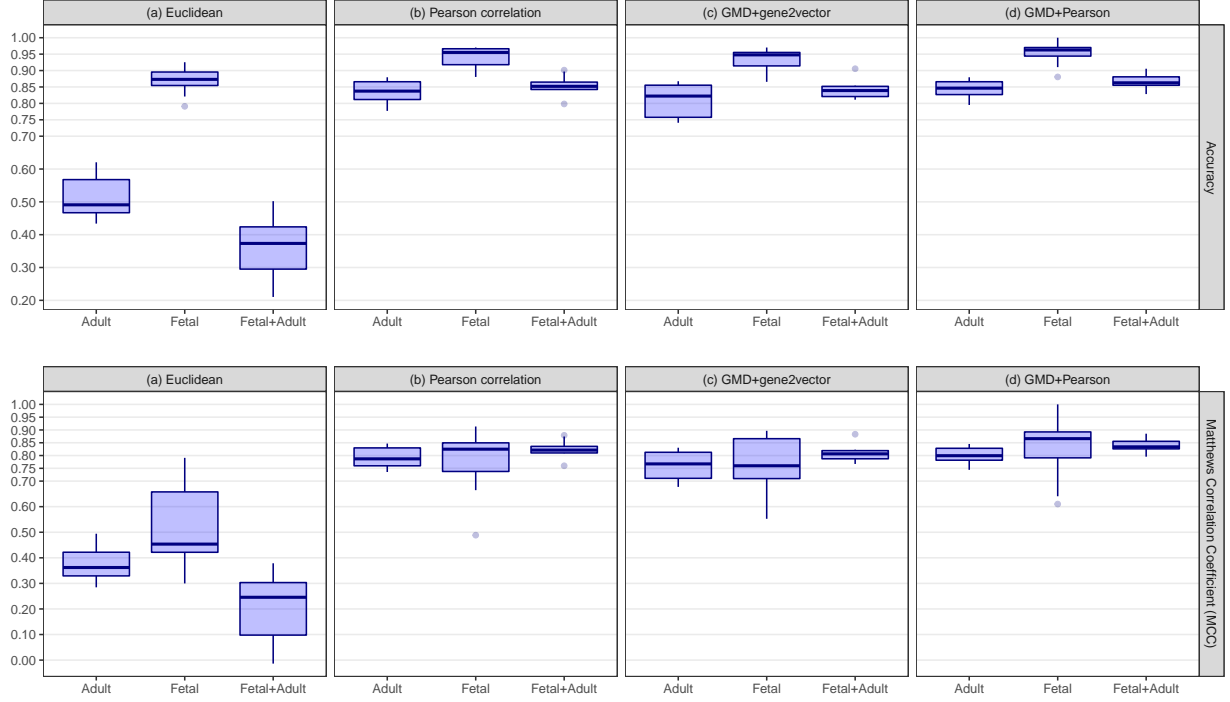 (a) Euclidean
(b) Pearson correlation
(c) GMD+gene2vector
(d) GMD+Pearson
1.00
0.95
0.90
0.85
0.80
0.75
0.70
0.60
0.50
0.40
0.30
0.20
Accuracy
Adult Fetal Fetal+Adult
Adult Fetal Fetal+Adult
Adult Fetal Fetal+Adult
Adult Fetal Fetal+Adult
(a) Euclidean
(b) Pearson correlation
(c) GMD+gene2vector
(d) GMD+Pearson
1.00
0.95
0.90
0.85
0.80
0.75
0.70
0.60
0.50
0.40
0.30
0.20
0.10
0.00
Matthews Correlation Coefficient (MCC)
Adult Fetal Fetal+Adult
Adult Fetal Fetal+Adult
Adult Fetal Fetal+Adult
Adult Fetal Fetal+Adult